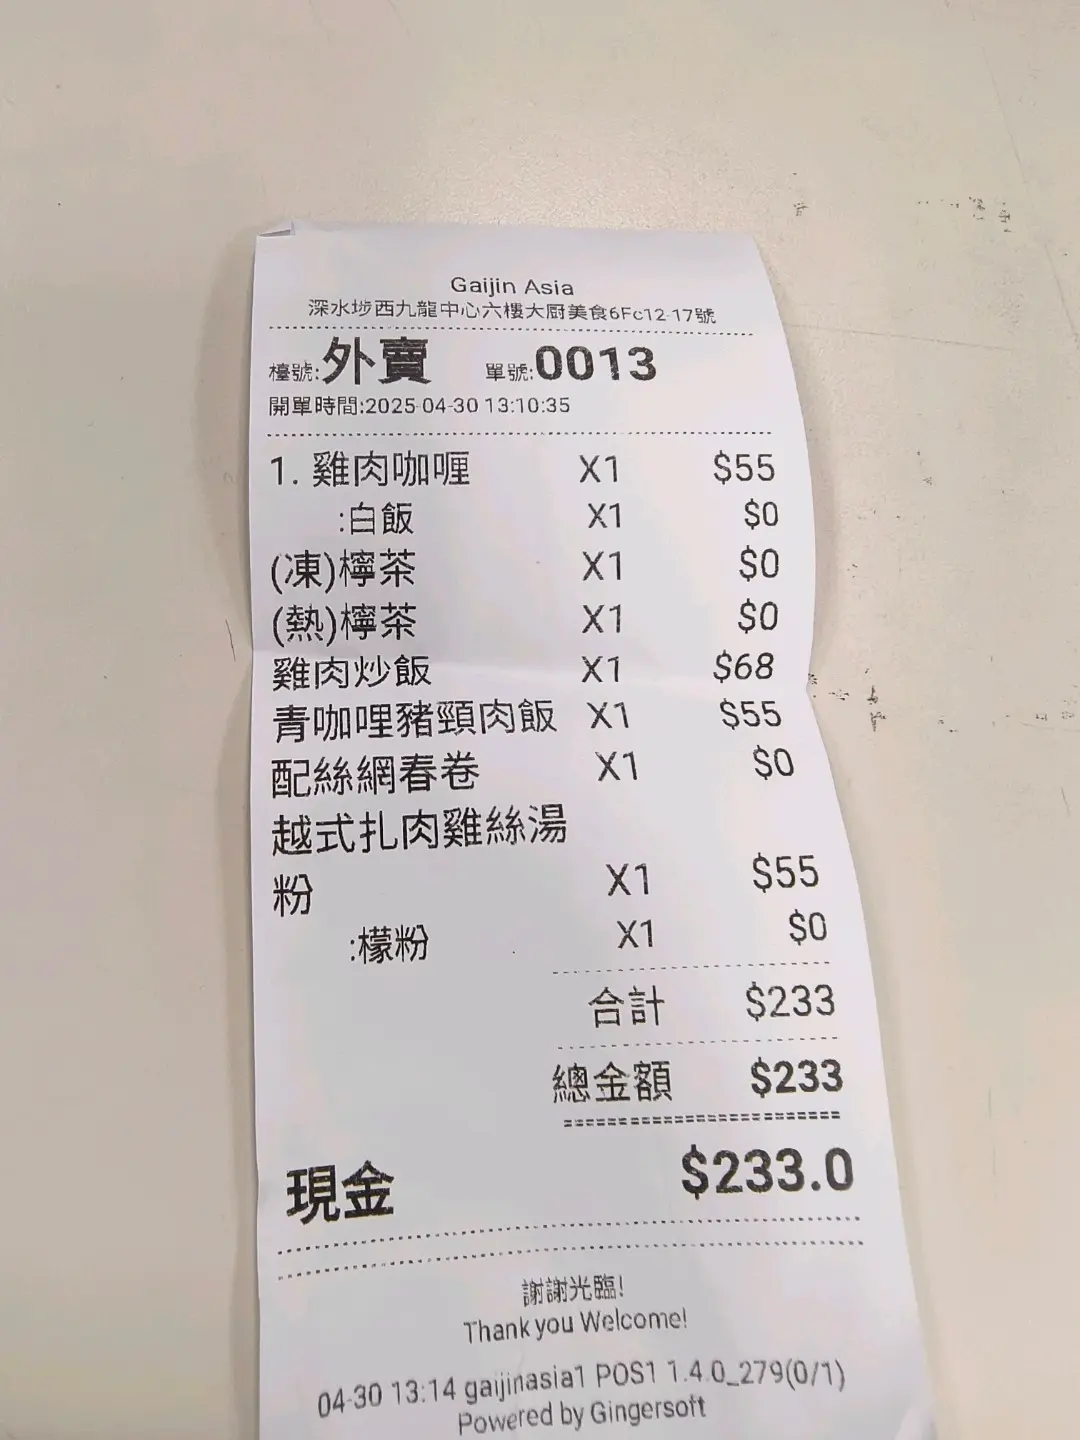 Gaijin Asia
深水埗西九龍中心六樓大厨美食6Fc12-17號
檯號:外賣 單號:0013
開單時間:2025-04-30 13:10:35
1. 雞肉咖喱 X1 $55
:白飯 X1 $0
(凍)檸茶 X1 $0
(熱)檸茶 X1 $0
雞肉炒飯 X1 $68
青咖哩豬頸肉飯 X1 $55
配絲網春卷 X1 $0
越式扎肉雞絲湯
粉 X1 $55
:檬粉 X1 $0
合計 $233
總金額 $233
現金 $233.0
謝謝光臨!
Thank you Welcome!
04-30 13:14 gaijinasia1 POS1 1.4.0_279(0/1)
Powered by Gingersoft